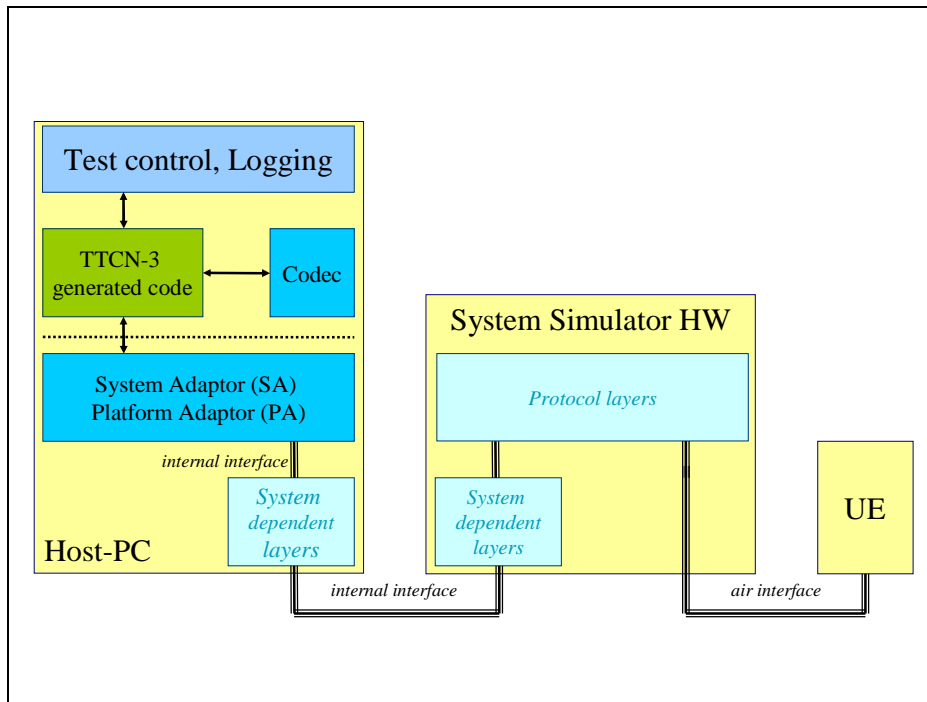 Test control, Logging
TTCN-3
generated code
Codec
System Adaptor (SA)
Platform Adaptor (PA)
internal interface
System
dependent
layers
Host-PC
System Simulator HW
Protocol layers
System
dependent
layers
UE
internal interface
air interface